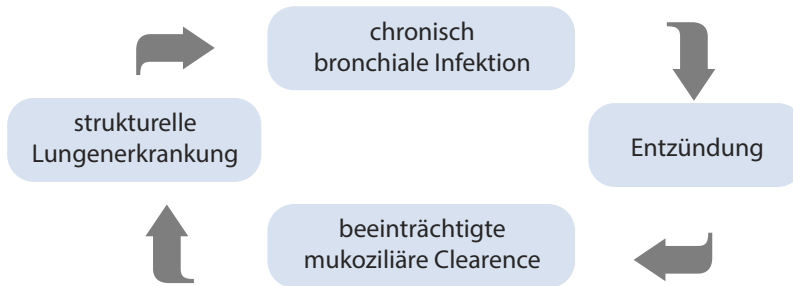 chronisch
bronchiale Infektion
strukturelle
Lungenerkrankung
Entzündung
beeinträchtigte
mukoziliäre Clearence